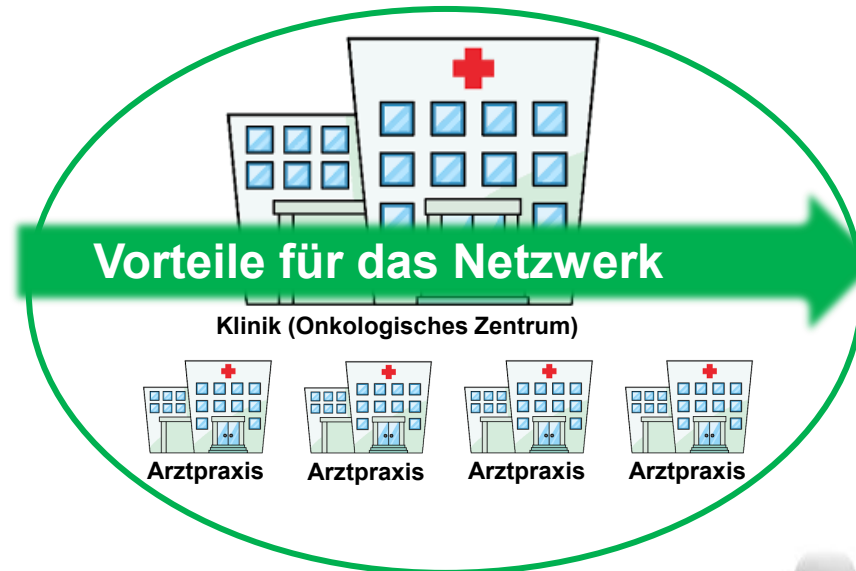 Vorteile für das Netzwerk
Klinik (Onkologisches Zentrum)
Arztpraxis Arztpraxis Arztpraxis Arztpraxis